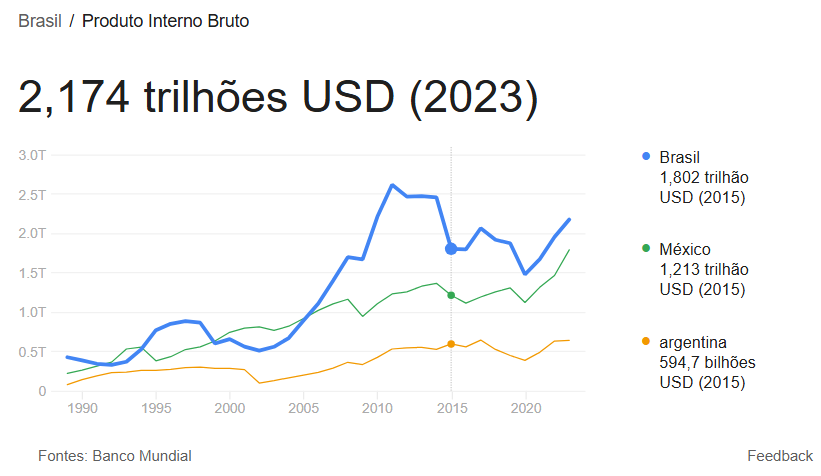 Brasil / Produto Interno Bruto
2,174 trilhões USD (2023)
3.0T
2.5T
2.0T
1.5T
1.0T
0.5T
0
1990 1995 2000 2005 2010 2015 2020
Brasil
1,802 trilhão
USD (2015)
México
1,213 trilhão
USD (2015)
argentina
594,7 bilhões
USD (2015)
Fontes: Banco Mundial
Feedback